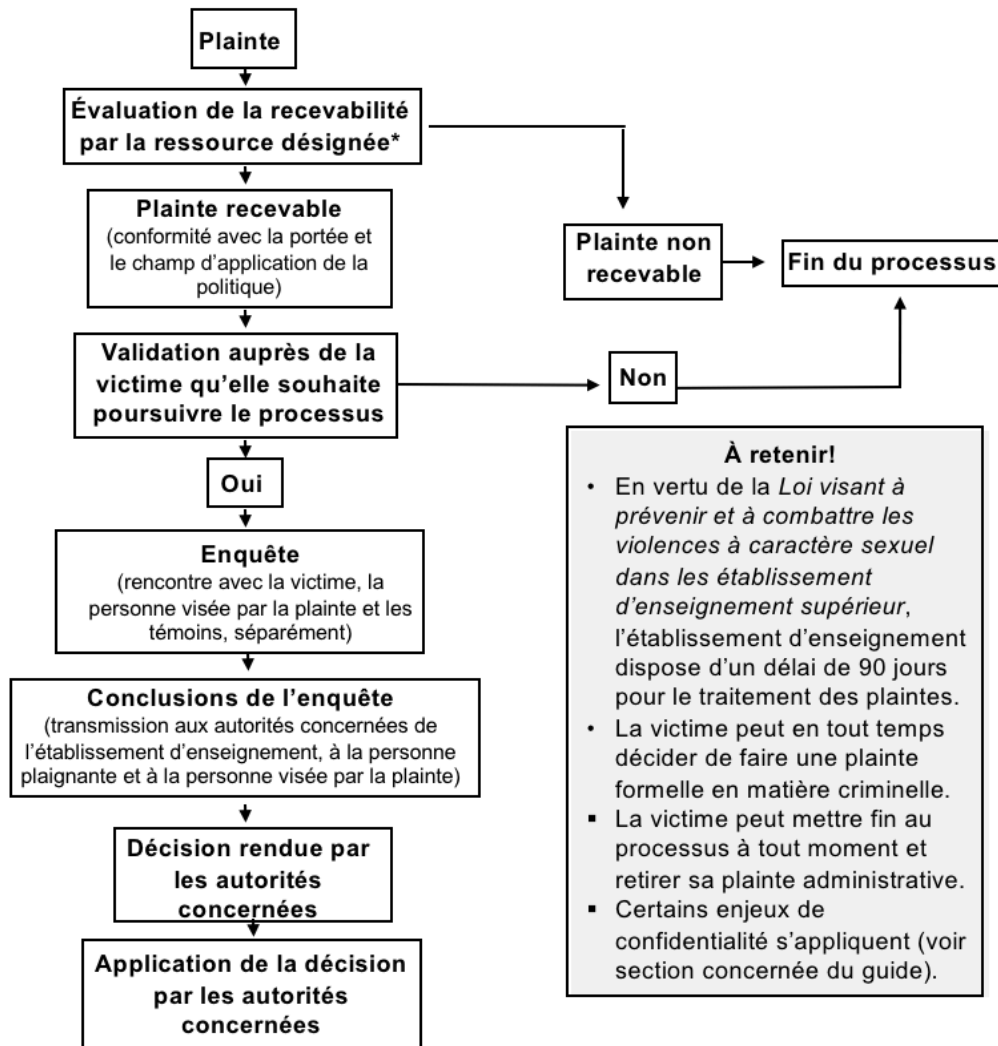 Plainte
Évaluation de la recevabilité
par la ressource désignée*
Plainte recevable
(conformité avec la portée et
le champ d'application de la
politique)
Plainte non
recevable
Fin du processus
Validation auprès de la
victime qu'elle souhaite
poursuivre le processus
Non
Oui
Enquête
(rencontre avec la victime, la
personne visée par la plainte et les
témoins, séparément)
Conclusions de l'enquête
(transmission aux autorités concernées de
l'établissement d'enseignement, à la personne
plaignante et à la personne visée par la plainte)
Décision rendue par
les autorités
concernées
Application de la décision
par les autorités
concernées
À retenir!
• En vertu de la Loi visant à
prévenir et à combattre les
violences à caractère sexuel
dans les établissement
d'enseignement supérieur,
l'établissement d'enseignement
dispose d'un délai de 90 jours
pour le traitement des plaintes.
• La victime peut en tout temps
décider de faire une plainte
formelle en matière criminelle.
▪ La victime peut mettre fin au
processus à tout moment et
retirer sa plainte administrative.
▪ Certains enjeux de
confidentialité s'appliquent (voir
section concernée du guide).